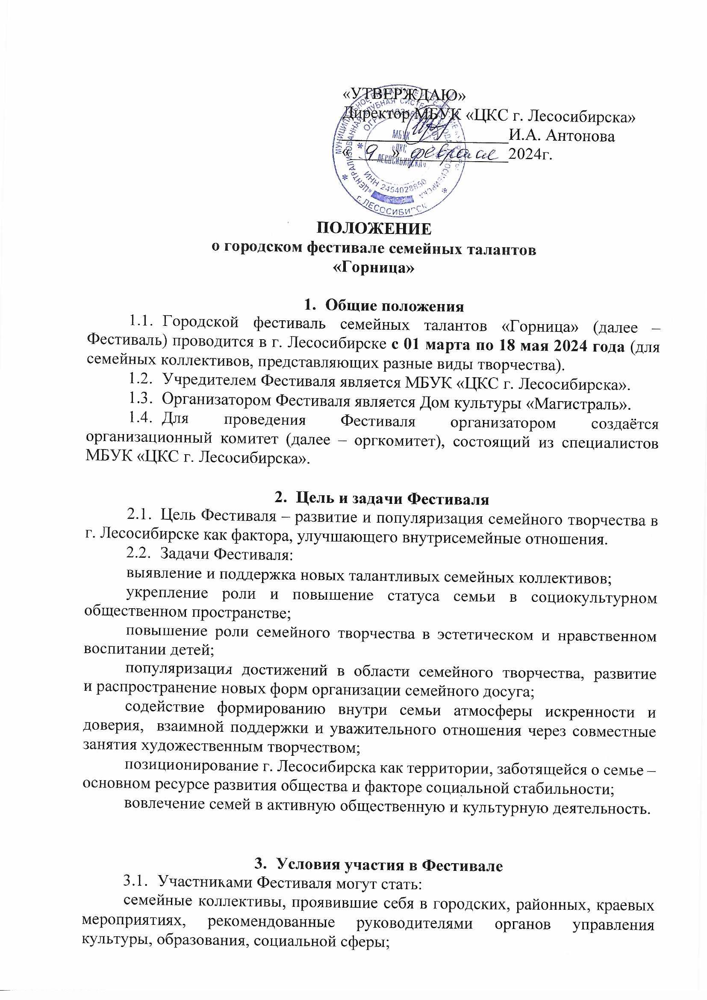 «УТВЕРЖДАЮ»
Директор МБУК «ЦКС г. Лесосибирска»
И.А. Антонова
« 9 » февраля 2024г.
МУНИЦИПАЛЬНОЕ БЮДЖЕТНОЕ
«ЦЕНТРАЛИЗОВАННАЯ КЛУБНАЯ СИСТЕМА ГОРОДА ЛЕСОСИБИРСКА
МБУК
«ЦКС
ЛЕСОСИБИРСКА»
ИНН 2454028850
г. ЛЕСОСИБИРСК
ПОЛОЖЕНИЕ
о городском фестивале семейных талантов
«Горница»
1. Общие положения
1.1. Городской фестиваль семейных талантов «Горница» (далее –
Фестиваль) проводится в г. Лесосибирске с 01 марта по 18 мая 2024 года (для
семейных коллективов, представляющих разные виды творчества).
1.2. Учредителем Фестиваля является МБУК «ЦКС г. Лесосибирска».
1.3. Организатором Фестиваля является Дом культуры «Магистраль».
1.4. Для проведения Фестиваля организатором создаётся
организационный комитет (далее – оргкомитет), состоящий из специалистов
МБУК «ЦКС г. Лесосибирска».
2. Цель и задачи Фестиваля
2.1. Цель Фестиваля – развитие и популяризация семейного творчества в
г. Лесосибирске как фактора, улучшающего внутрисемейные отношения.
2.2. Задачи Фестиваля:
выявление и поддержка новых талантливых семейных коллективов;
укрепление роли и повышение статуса семьи в социокультурном
общественном пространстве;
повышение роли семейного творчества в эстетическом и нравственном
воспитании детей;
популяризация достижений в области семейного творчества, развитие
и распространение новых форм организации семейного досуга;
содействие формированию внутри семьи атмосферы искренности и
доверия, взаимной поддержки и уважительного отношения через совместные
занятия художественным творчеством;
позиционирование г. Лесосибирска как территории, заботящейся о семье –
основном ресурсе развития общества и факторе социальной стабильности;
вовлечение семей в активную общественную и культурную деятельность.
3. Условия участия в Фестивале
3.1. Участниками Фестиваля могут стать:
семейные коллективы, проявившие себя в городских, районных, краевых
мероприятиях, рекомендованные руководителями органов управления
культуры, образования, социальной сферы;